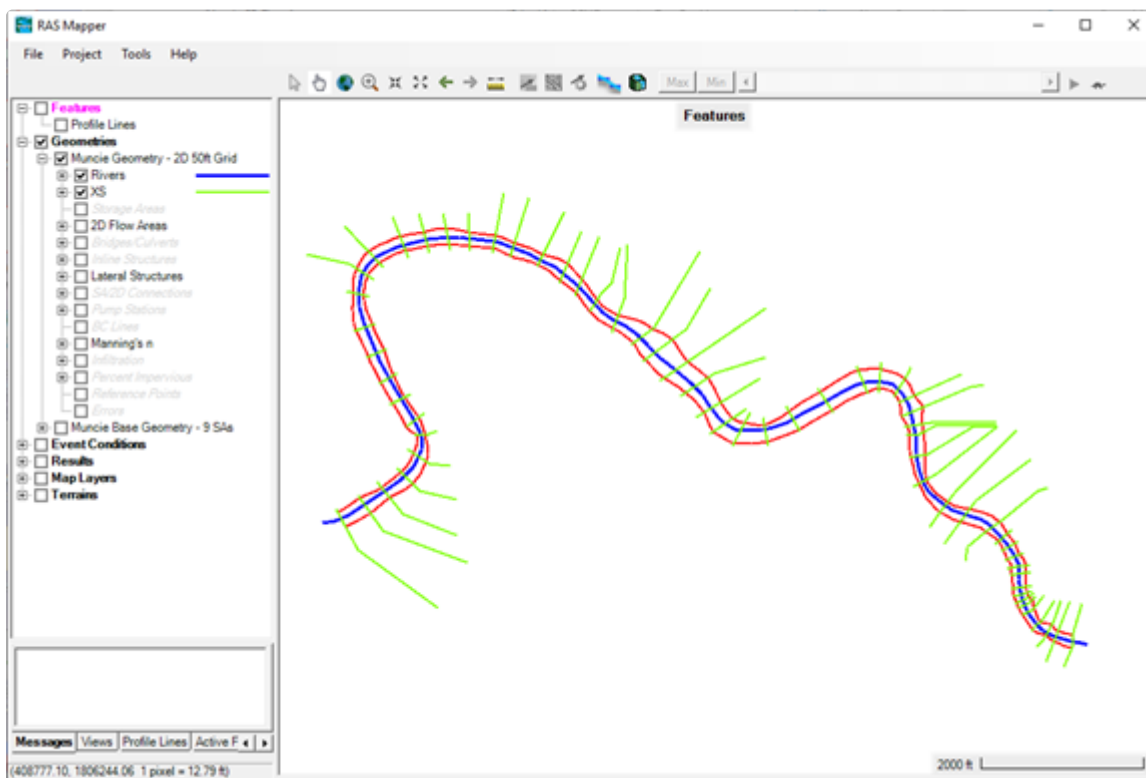 RAS Mapper
File Project Tools Help
Max Min
Features
Profile Lines
Geometries
Muncie Geometry - 2D 50ft Grid
Rivers
XS
Storage Areas
2D Flow Areas
Bridges/Culverts
Inline Structures
Lateral Structures
SA/2D Connections
Pump Stations
BC Lines
Manning's n
Infiltration
Percent Impervious
Reference Points
Errors
Muncie Base Geometry - 9 SAs
Event Conditions
Results
Map Layers
Terrains
Features
2000 ft
Messages Views Profile Lines Active F
(408777.10, 1806244.06 1 pixel = 12.79 ft)